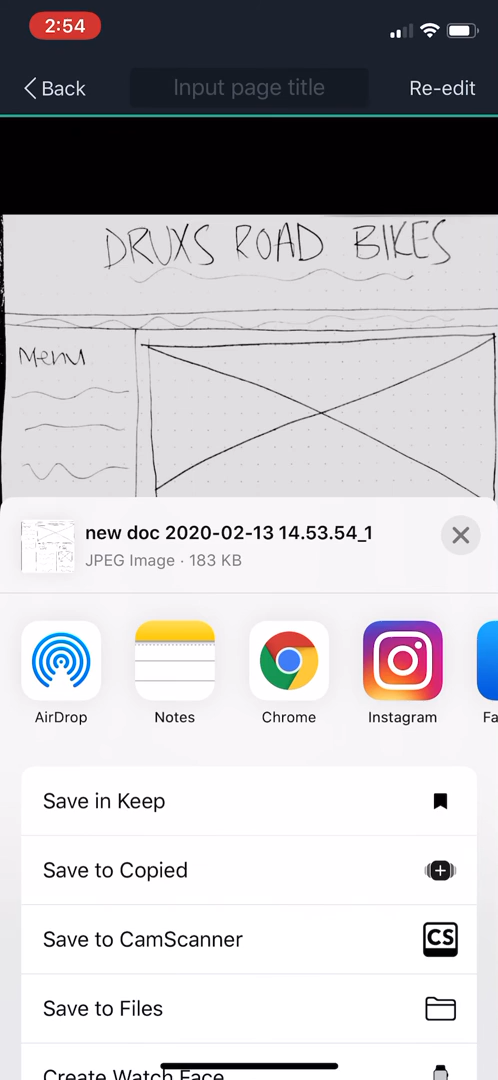 2:54
Back
Input page title
Re-edit
DRUXS ROAD BIKES
Menu
new doc 2020-02-13 14.53.54_1
JPEG Image · 183 KB
AirDrop
Notes
Chrome
Instagram
Fa
Save in Keep
Save to Copied
Save to CamScanner
CS
Save to Files
Create Watch Face